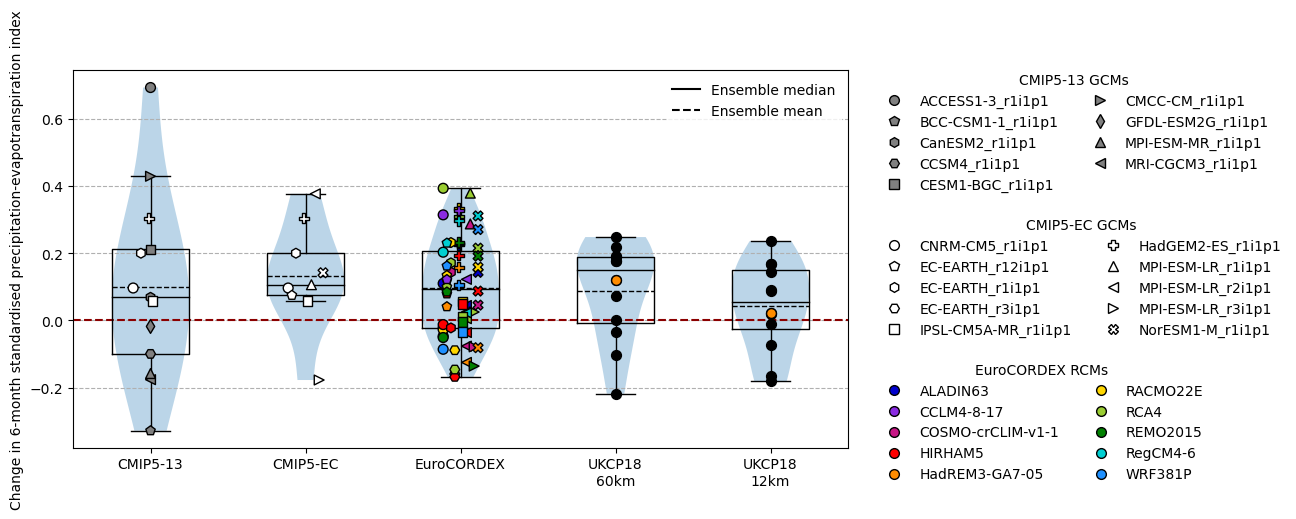 Change in 6-month standardised precipitation-evapotranspiration index
0.6
0.4
0.2
0.0
−0.2
CMIP5-13
CMIP5-EC
EuroCORDEX
UKCP18
60km
UKCP18
12km
Ensemble median
Ensemble mean
CMIP5-13 GCMs
ACCESS1-3_r1i1p1
BCC-CSM1-1_r1i1p1
CanESM2_r1i1p1
CCSM4_r1i1p1
CESM1-BGC_r1i1p1
CMCC-CM_r1i1p1
GFDL-ESM2G_r1i1p1
MPI-ESM-MR_r1i1p1
MRI-CGCM3_r1i1p1
CMIP5-EC GCMs
CNRM-CM5_r1i1p1
EC-EARTH_r12i1p1
EC-EARTH_r1i1p1
EC-EARTH_r3i1p1
IPSL-CM5A-MR_r1i1p1
HadGEM2-ES_r1i1p1
MPI-ESM-LR_r1i1p1
MPI-ESM-LR_r2i1p1
MPI-ESM-LR_r3i1p1
NorESM1-M_r1i1p1
EuroCORDEX RCMs
ALADIN63
CCLM4-8-17
COSMO-crCLIM-v1-1
HIRHAM5
HadREM3-GA7-05
RACMO22E
RCA4
REMO2015
RegCM4-6
WRF381P